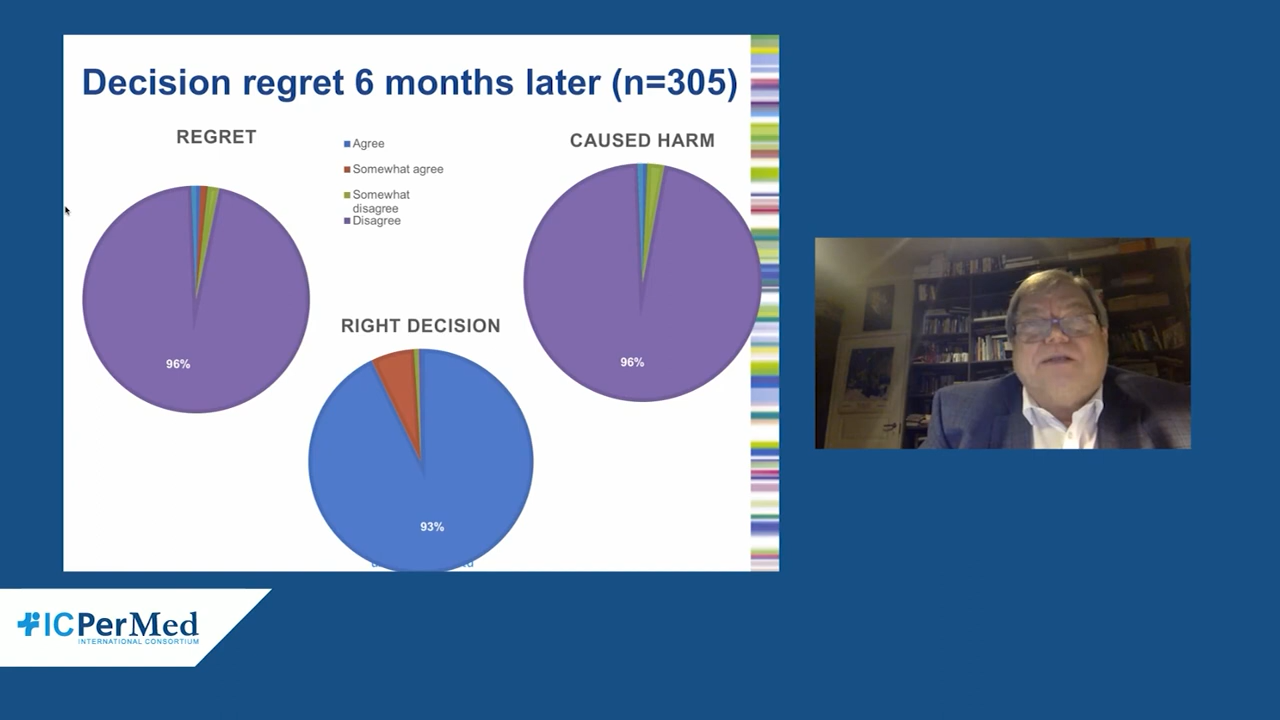 Decision regret 6 months later (n=305)
REGRET
Agree
Somewhat agree
Somewhat
disagree
Disagree
CAUSED HARM
96%
96%
RIGHT DECISION
93%
ICPerMed
INTERNATIONAL CONSORTIUM